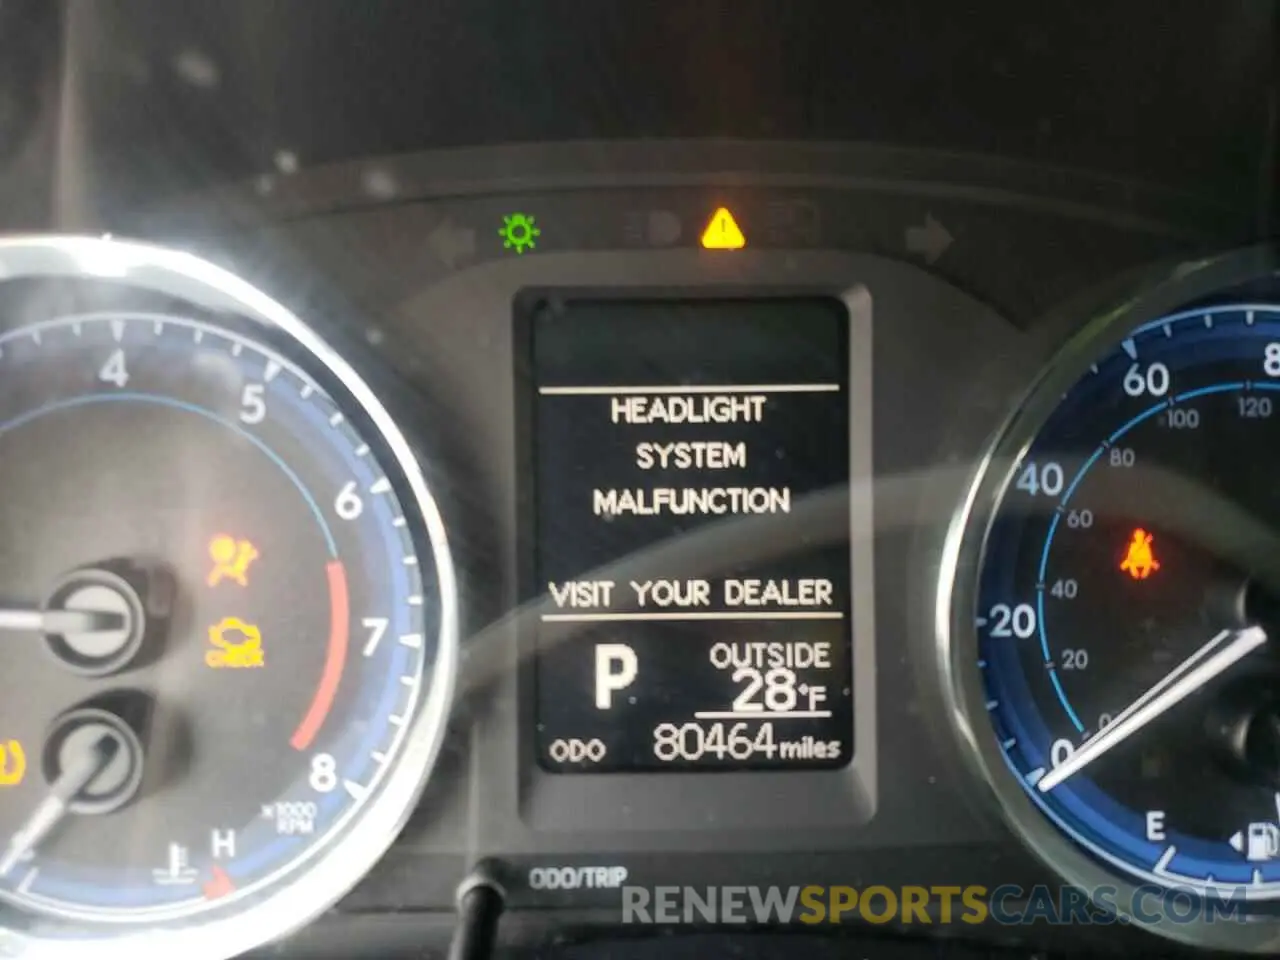 HEADLIGHT
SYSTEM
MALFUNCTION
VISIT YOUR DEALER
P
OUTSIDE
28°F
ODO 80464 miles
4
5
6
7
8
×1000
RPM
CHECK
H
60
40
20
0
100
120
80
60
40
20
E
ODO/TRIP
RENEWSPORTSCARS.COM